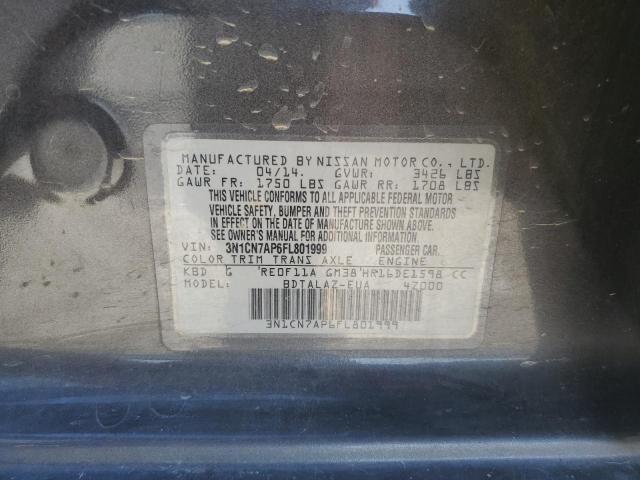 MANUFACTURED BY NISSAN MOTOR CO., LTD.
DATE: 04/14. GVWR: 3426 LBS
GAWR FR: 1750 LBS GAWR RR: 1708 LBS
THIS VEHICLE CONFORMS TO ALL APPLICABLE FEDERAL MOTOR
VEHICLE SAFETY, BUMPER AND THEFT PREVENTION STANDARDS
IN EFFECT ON THE DATE OF MANUFACTURE SHOWN ABOVE.
SEE OWNER'S MANUAL FOR ADDITIONAL INFORMATION.
VIN: 3N1CN7AP6FL801999 PASSENGER CAR.
COLOR TRIM TRANS AXLE ENGINE
KBD G RE0F11A GM38 HR16DE1598 CC
MODEL BDTALAZ-EUA 47000
3N1CN7AP6FL801999